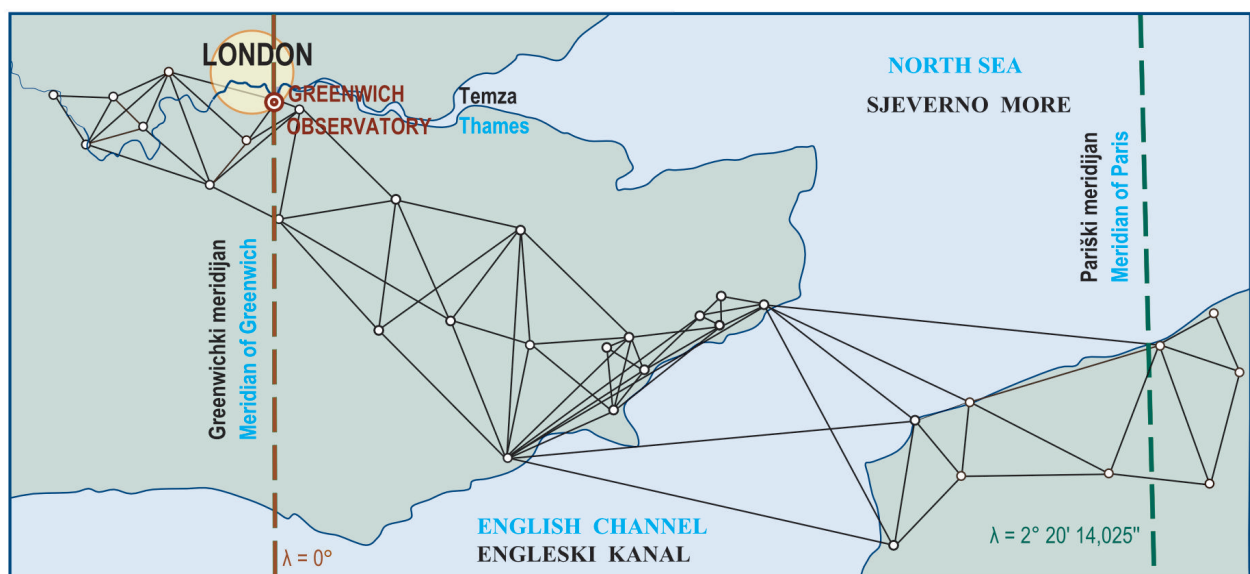 LONDON
GREENWICH
OBSERVATORY
Temza
Thames
NORTH SEA
SJEVERNO MORE
Pariški meridijan
Meridian of Paris
Greenwichki meridijan
Meridian of Greenwich
ENGLISH CHANNEL
ENGLESKI KANAL
λ = 0°
λ = 2° 20' 14,025"